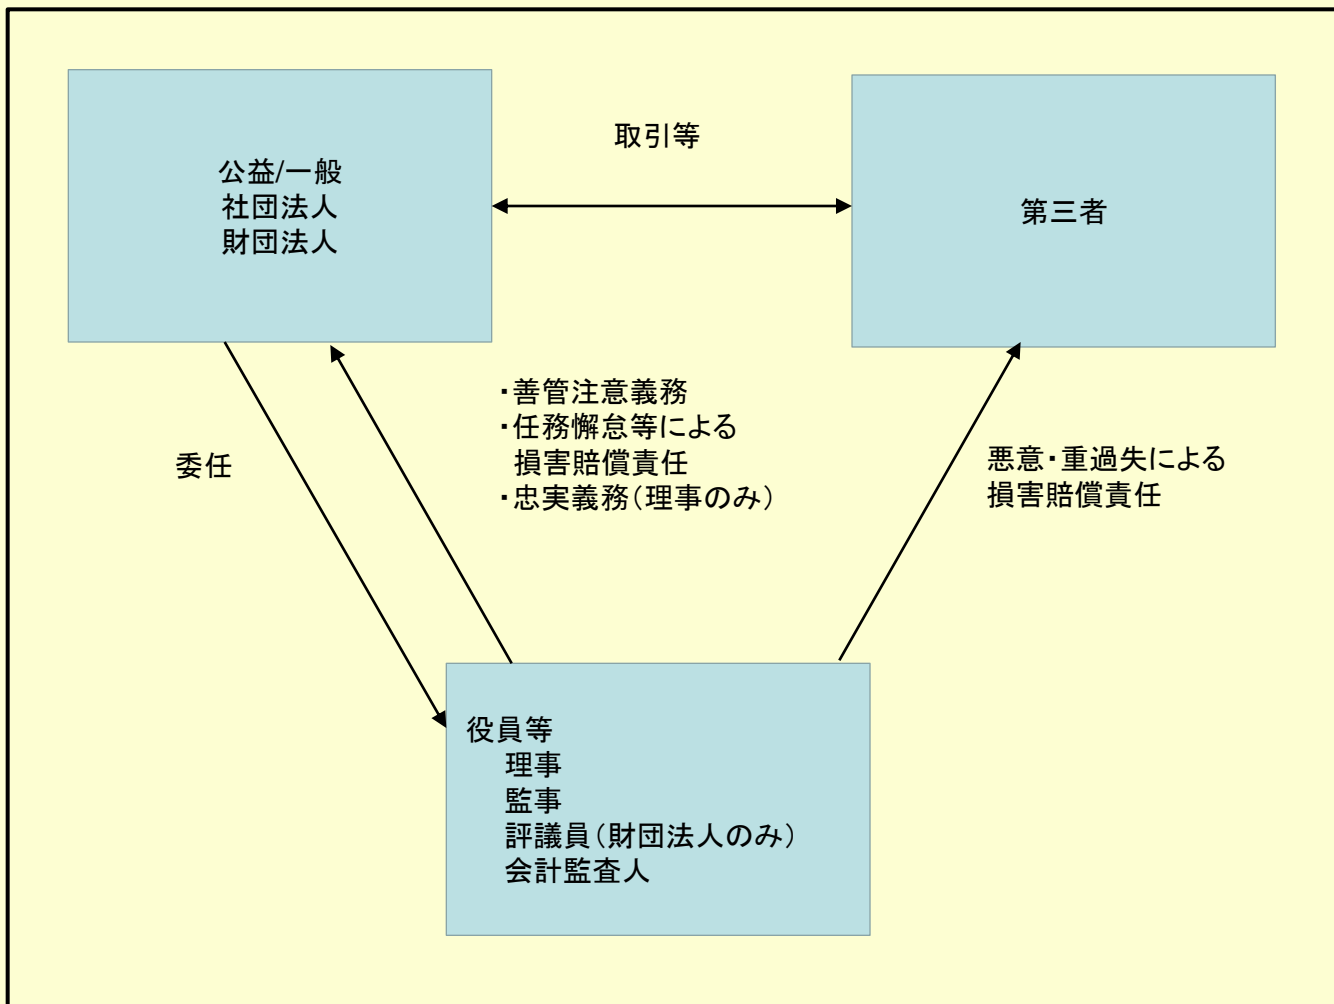 公益/一般
社団法人
財団法人
取引等
第三者
委任
・善管注意義務
・任務懈怠等による
損害賠償責任
・忠実義務(理事のみ)
悪意・重過失による
損害賠償責任
役員等
理事
監事
評議員(財団法人のみ)
会計監査人